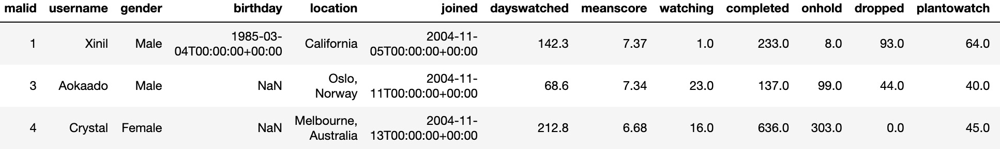 malid username gender birthday location joined dayswatched meanscore watching completed onhold dropped plantowatch
1 Xinil Male 1985-03-04T00:00:00+00:00 California 2004-11-05T00:00:00+00:00 142.3 7.37 1.0 233.0 8.0 93.0 64.0
3 Aokaado Male NaN Oslo, Norway 2004-11-11T00:00:00+00:00 68.6 7.34 23.0 137.0 99.0 44.0 40.0
4 Crystal Female NaN Melbourne, Australia 2004-11-13T00:00:00+00:00 212.8 6.68 16.0 636.0 303.0 0.0 45.0